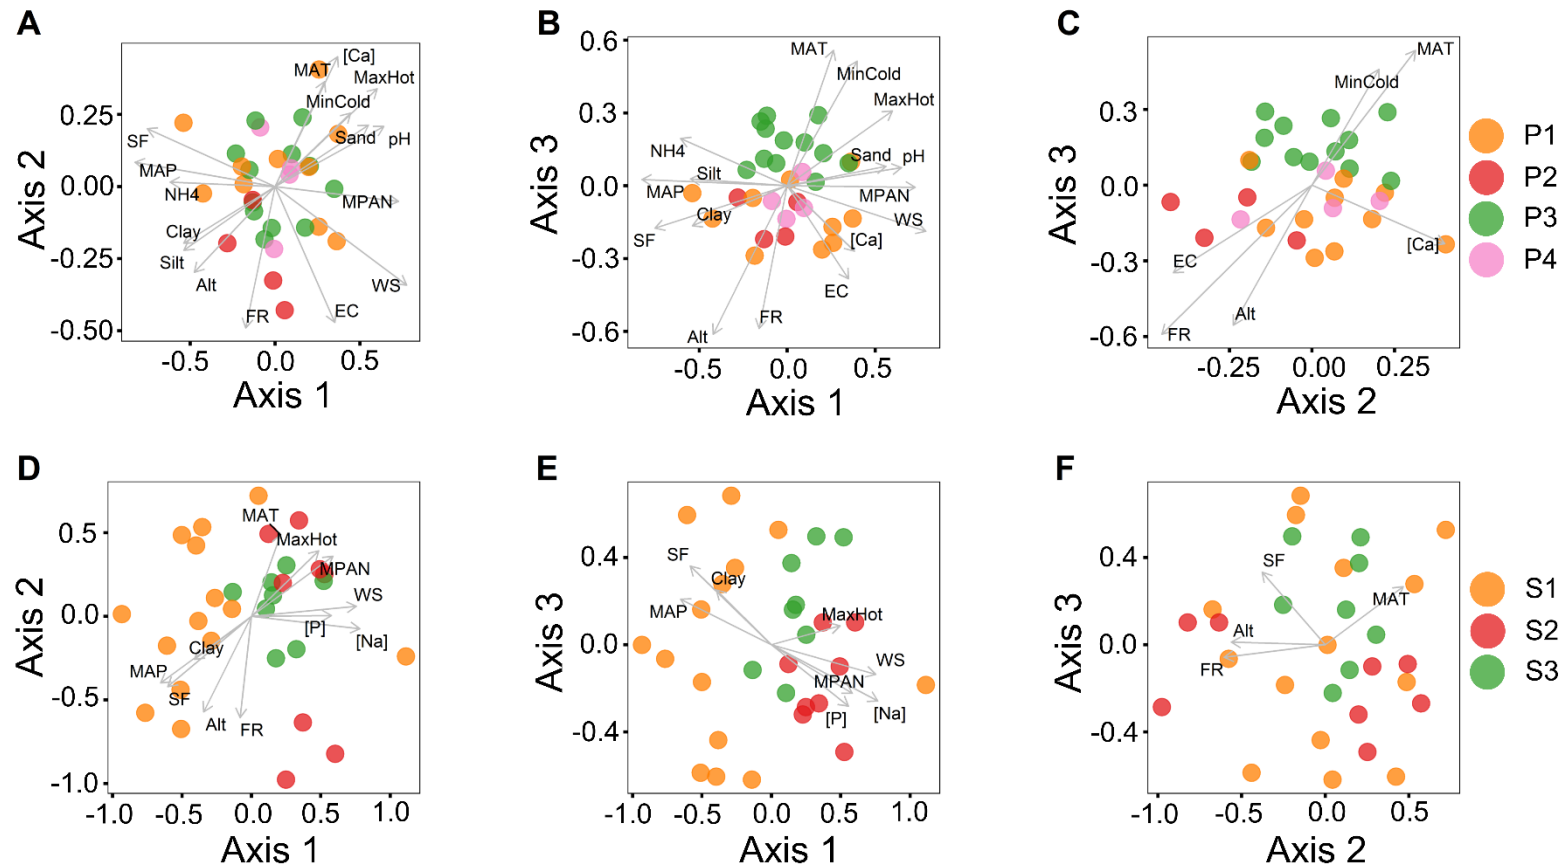 A
B
C
Axis 2
0.25
0.00
-0.25
-0.50
[Ca]
MAT
MaxHot
MinCold
Sand
pH
SF
MAP
NH4
MPAN
Clay
Silt
Alt
WS
FR
EC
-0.5
0.0
0.5
Axis 1
Axis 3
0.6
0.3
0.0
-0.3
-0.6
MAT
MinCold
MaxHot
NH4
Silt
Sand
pH
MAP
MPAN
Clay
WS
SF
[Ca]
EC
FR
Alt
-0.5
0.0
0.5
Axis 1
Axis 3
0.3
0.0
-0.3
-0.6
MAT
MinCold
[Ca]
EC
Alt
FR
-0.25
0.00
0.25
Axis 2
P1
P2
P3
P4
D
E
F
Axis 2
0.5
0.0
-0.5
-1.0
MAT
MaxHot
MPAN
WS
[P]
[Na]
Clay
MAP
SF
Alt
FR
-1.0
-0.5
0.0
0.5
1.0
Axis 1
Axis 3
0.4
0.0
-0.4
SF
Clay
MAP
MaxHot
WS
MPAN
[P]
[Na]
-1.0
-0.5
0.0
0.5
1.0
Axis 1
Axis 3
0.4
0.0
-0.4
SF
MAT
Alt
FR
-1.0
-0.5
0.0
0.5
Axis 2
S1
S2
S3